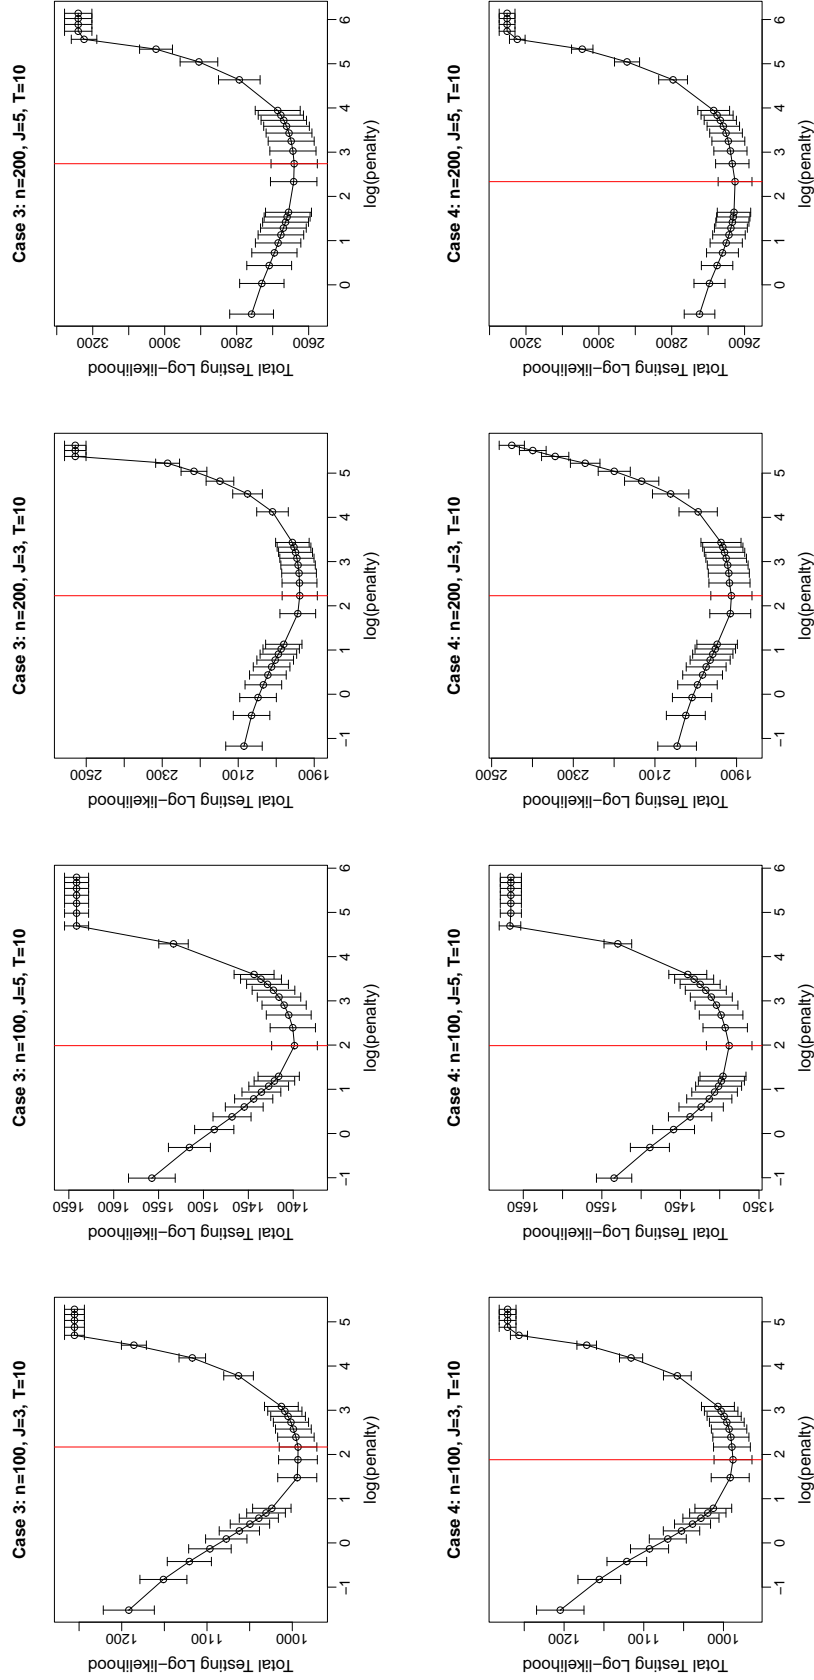 Case 3: n=100, J=3, T=10
Total Testing Log−likelihood
1200
1100
1000
−1 0 1 2 3 4 5
log(penalty)
Case 3: n=100, J=5, T=10
Total Testing Log−likelihood
1650
1600
1550
1500
1450
1400
−1 0 1 2 3 4 5 6
log(penalty)
Case 3: n=200, J=3, T=10
Total Testing Log−likelihood
2500
2300
2100
1900
−1 0 1 2 3 4 5
log(penalty)
Case 3: n=200, J=5, T=10
Total Testing Log−likelihood
3200
3000
2800
2600
0 1 2 3 4 5 6
log(penalty)
Case 4: n=100, J=3, T=10
Total Testing Log−likelihood
1200
1100
1000
−1 0 1 2 3 4 5
log(penalty)
Case 4: n=100, J=5, T=10
Total Testing Log−likelihood
1650
1550
1450
1350
−1 0 1 2 3 4 5 6
log(penalty)
Case 4: n=200, J=3, T=10
Total Testing Log−likelihood
2500
2300
2100
1900
−1 0 1 2 3 4 5
log(penalty)
Case 4: n=200, J=5, T=10
Total Testing Log−likelihood
3200
3000
2800
2600
0 1 2 3 4 5 6
log(penalty)